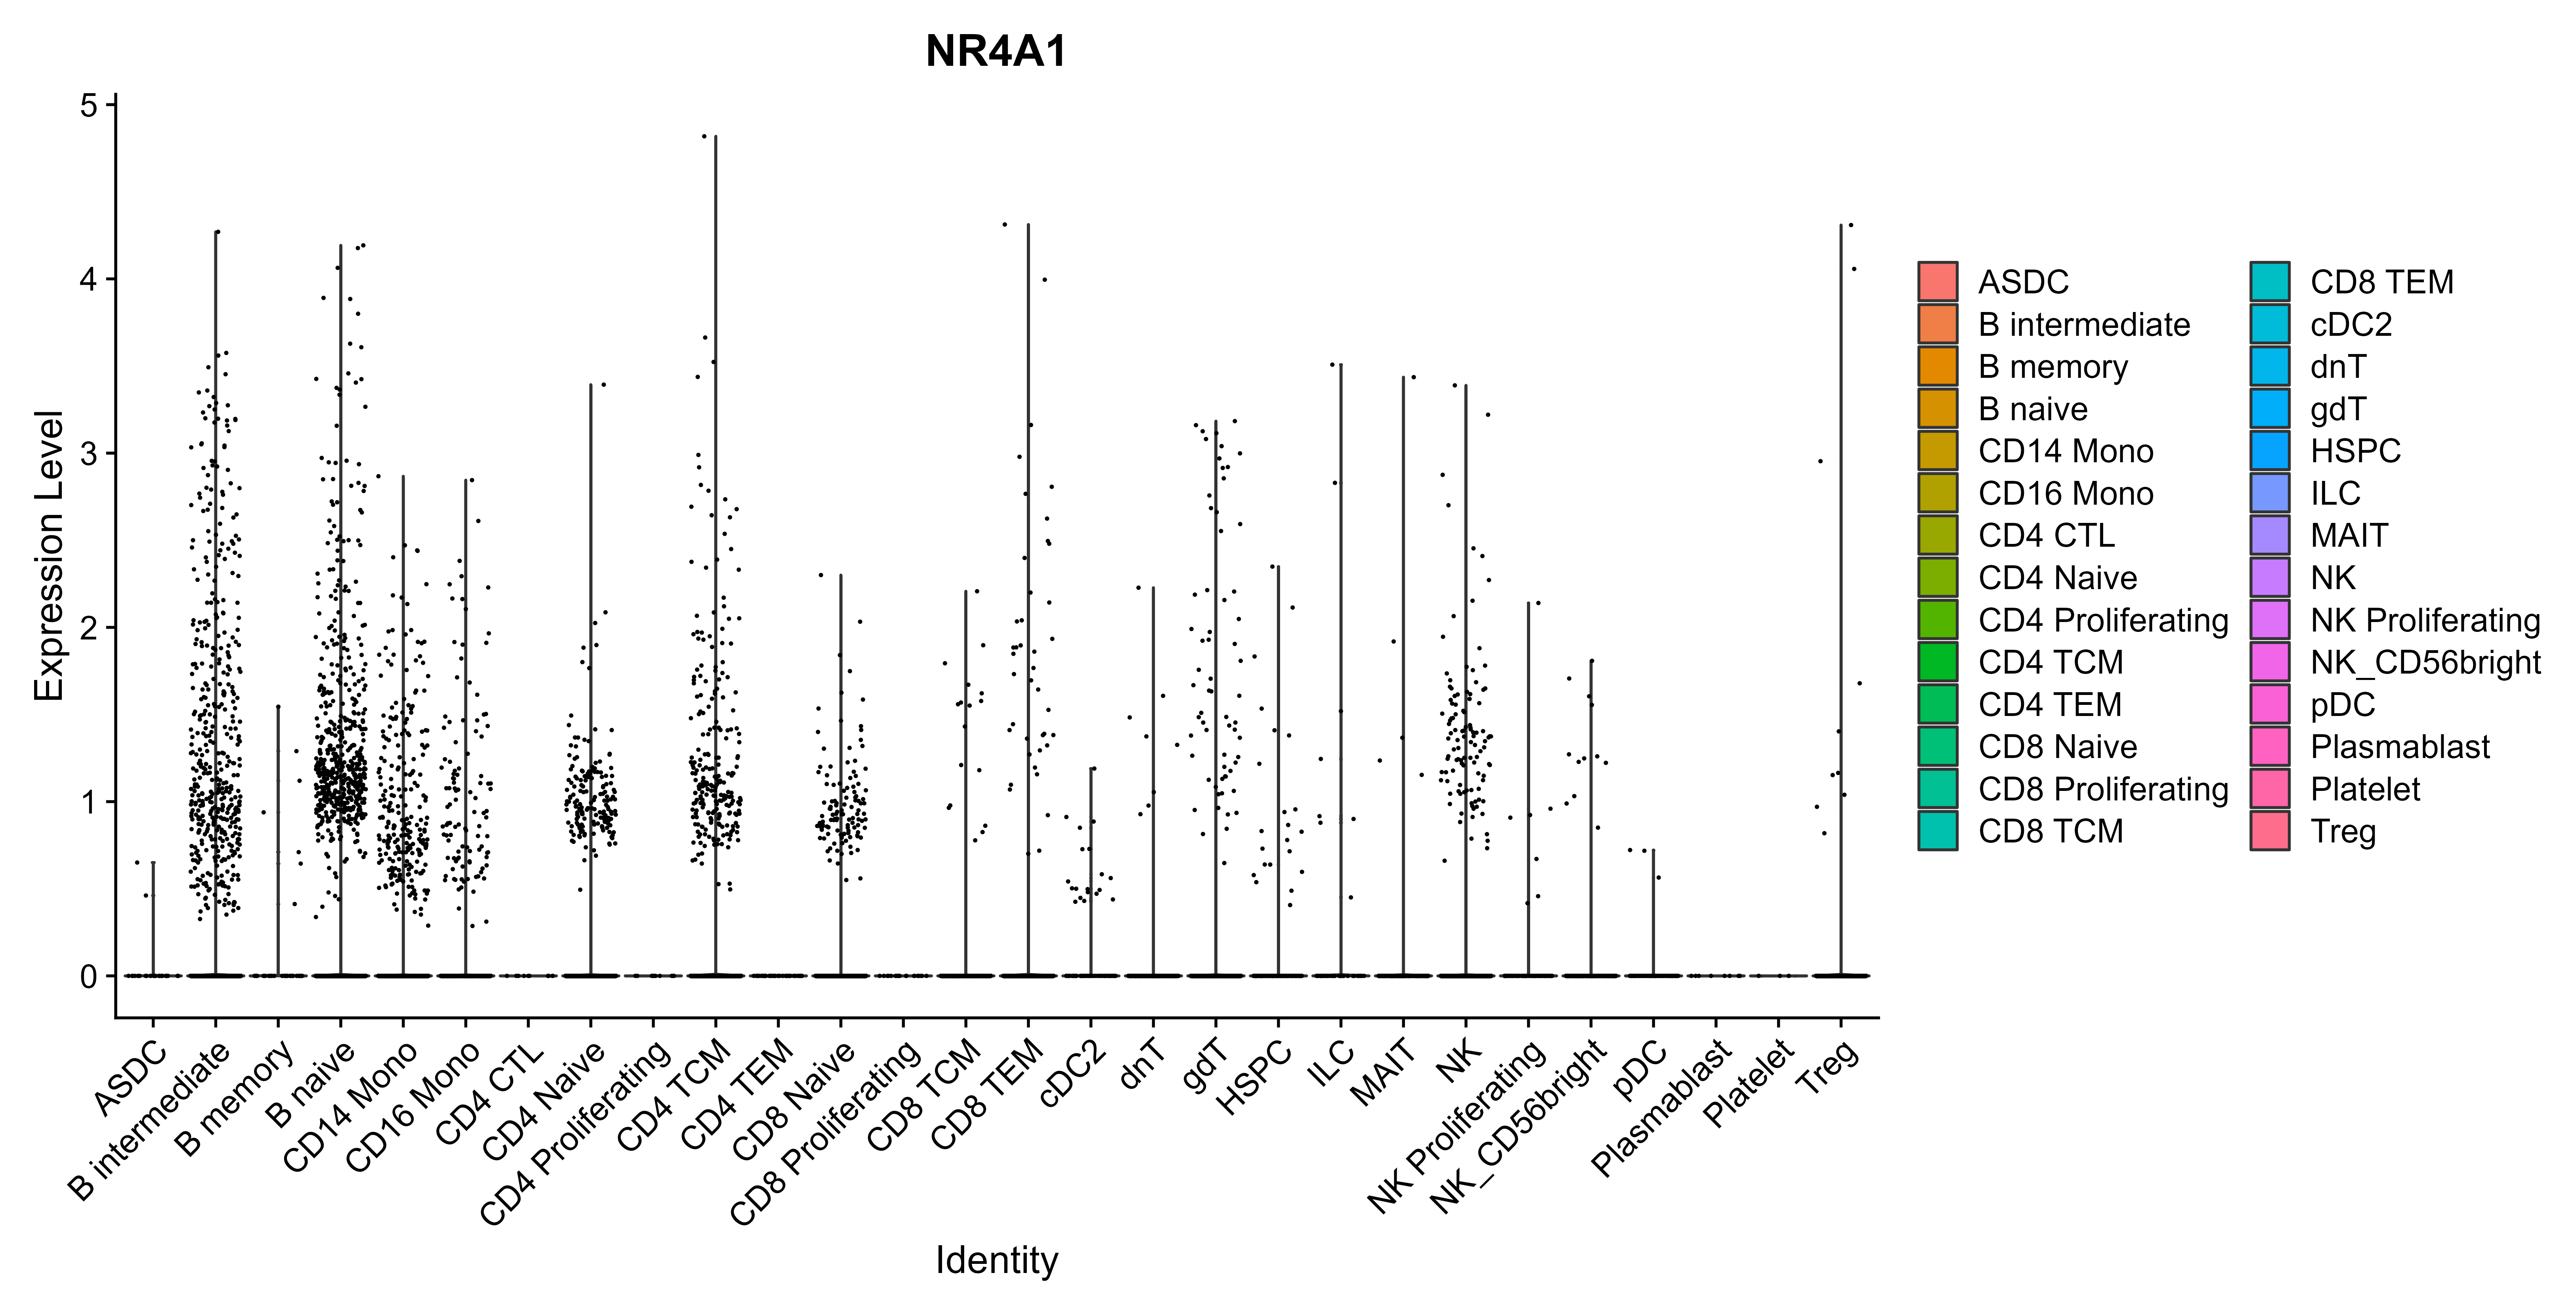 NR4A1
Expression Level
5
4
3
2
1
0
ASDC
B intermediate
B memory
B naive
CD14 Mono
CD16 Mono
CD4 CTL
CD4 Naive
CD4 Proliferating
CD4 TCM
CD4 TEM
CD8 Naive
CD8 Proliferating
CD8 TCM
CD8 TEM
cDC2
dnT
gdT
HSPC
ILC
MAIT
NK
NK Proliferating
NK_CD56bright
pDC
Plasmablast
Platelet
Treg
Identity
ASDC
B intermediate
B memory
B naive
CD14 Mono
CD16 Mono
CD4 CTL
CD4 Naive
CD4 Proliferating
CD4 TCM
CD4 TEM
CD8 Naive
CD8 Proliferating
CD8 TCM
CD8 TEM
cDC2
dnT
gdT
HSPC
ILC
MAIT
NK
NK Proliferating
NK_CD56bright
pDC
Plasmablast
Platelet
Treg